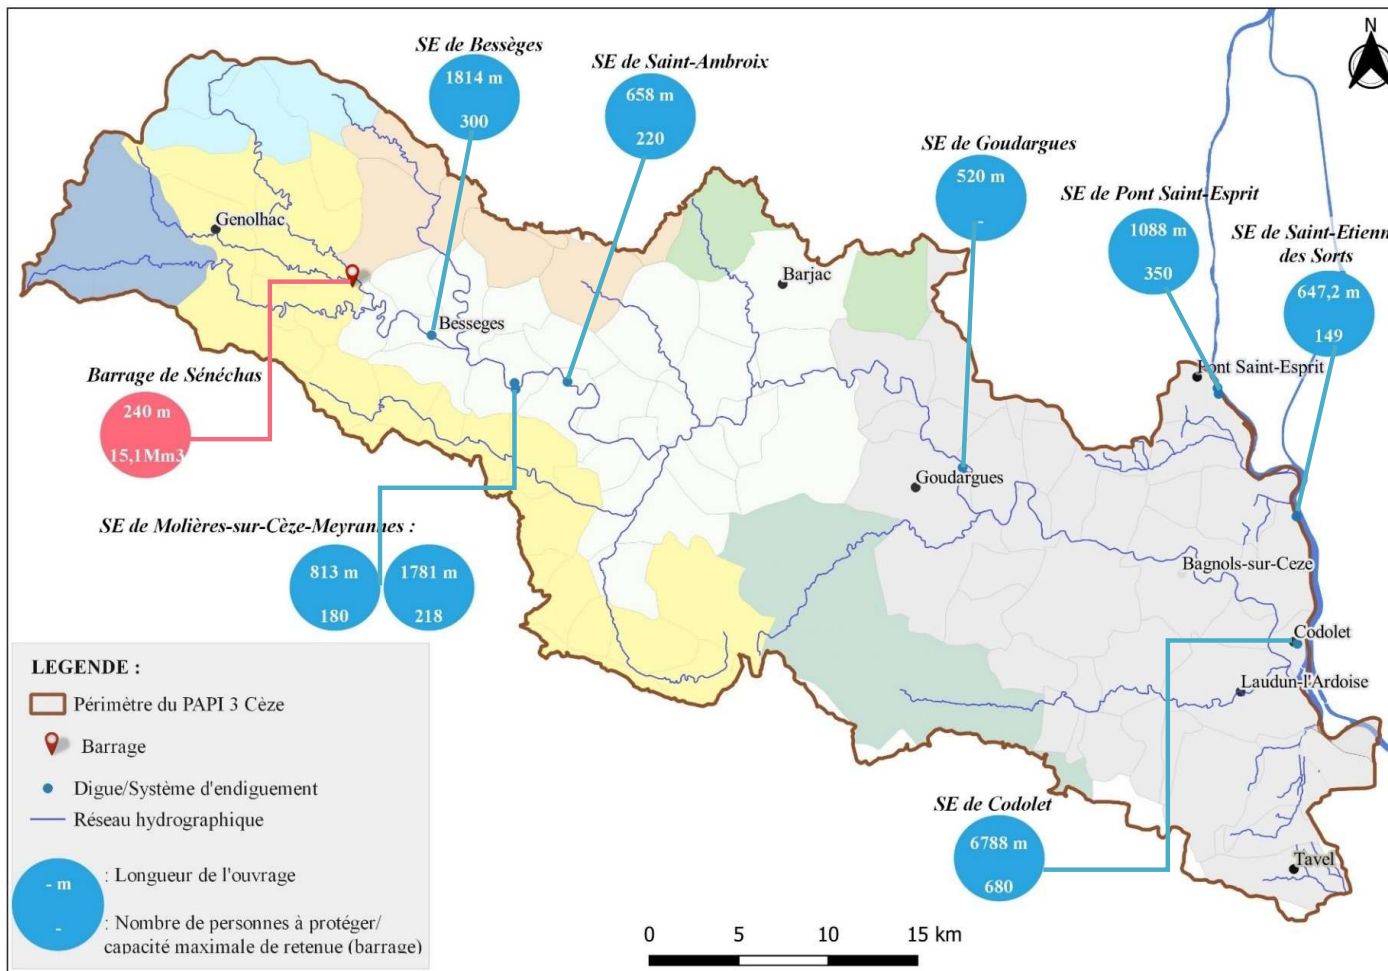 SE de Bessèges
1814 m
300
SE de Saint-Ambroix
658 m
220
SE de Goudargues
520 m
-
SE de Pont Saint-Esprit
1088 m
350
SE de Saint-Etienn
des Sorts
647,2 m
149
N
Genolhac
Barjac
Besseges
Pont Saint-Esprit
Barrage de Sénéchas
240 m
15,1Mm3
Goudargues
SE de Molières-sur-Cèze-Meyrannes :
813 m
180
1781 m
218
Bagnols-sur-Ceze
Codolet
Laudun-l'Ardoise
SE de Codolet
6788 m
680
Tavel
LEGENDE :
Périmètre du PAPI 3 Cèze
Barrage
Digue/Système d'endiguement
Réseau hydrographique
- m
: Longueur de l'ouvrage
-
: Nombre de personnes à protéger/
capacité maximale de retenue (barrage)
0 5 10 15 km